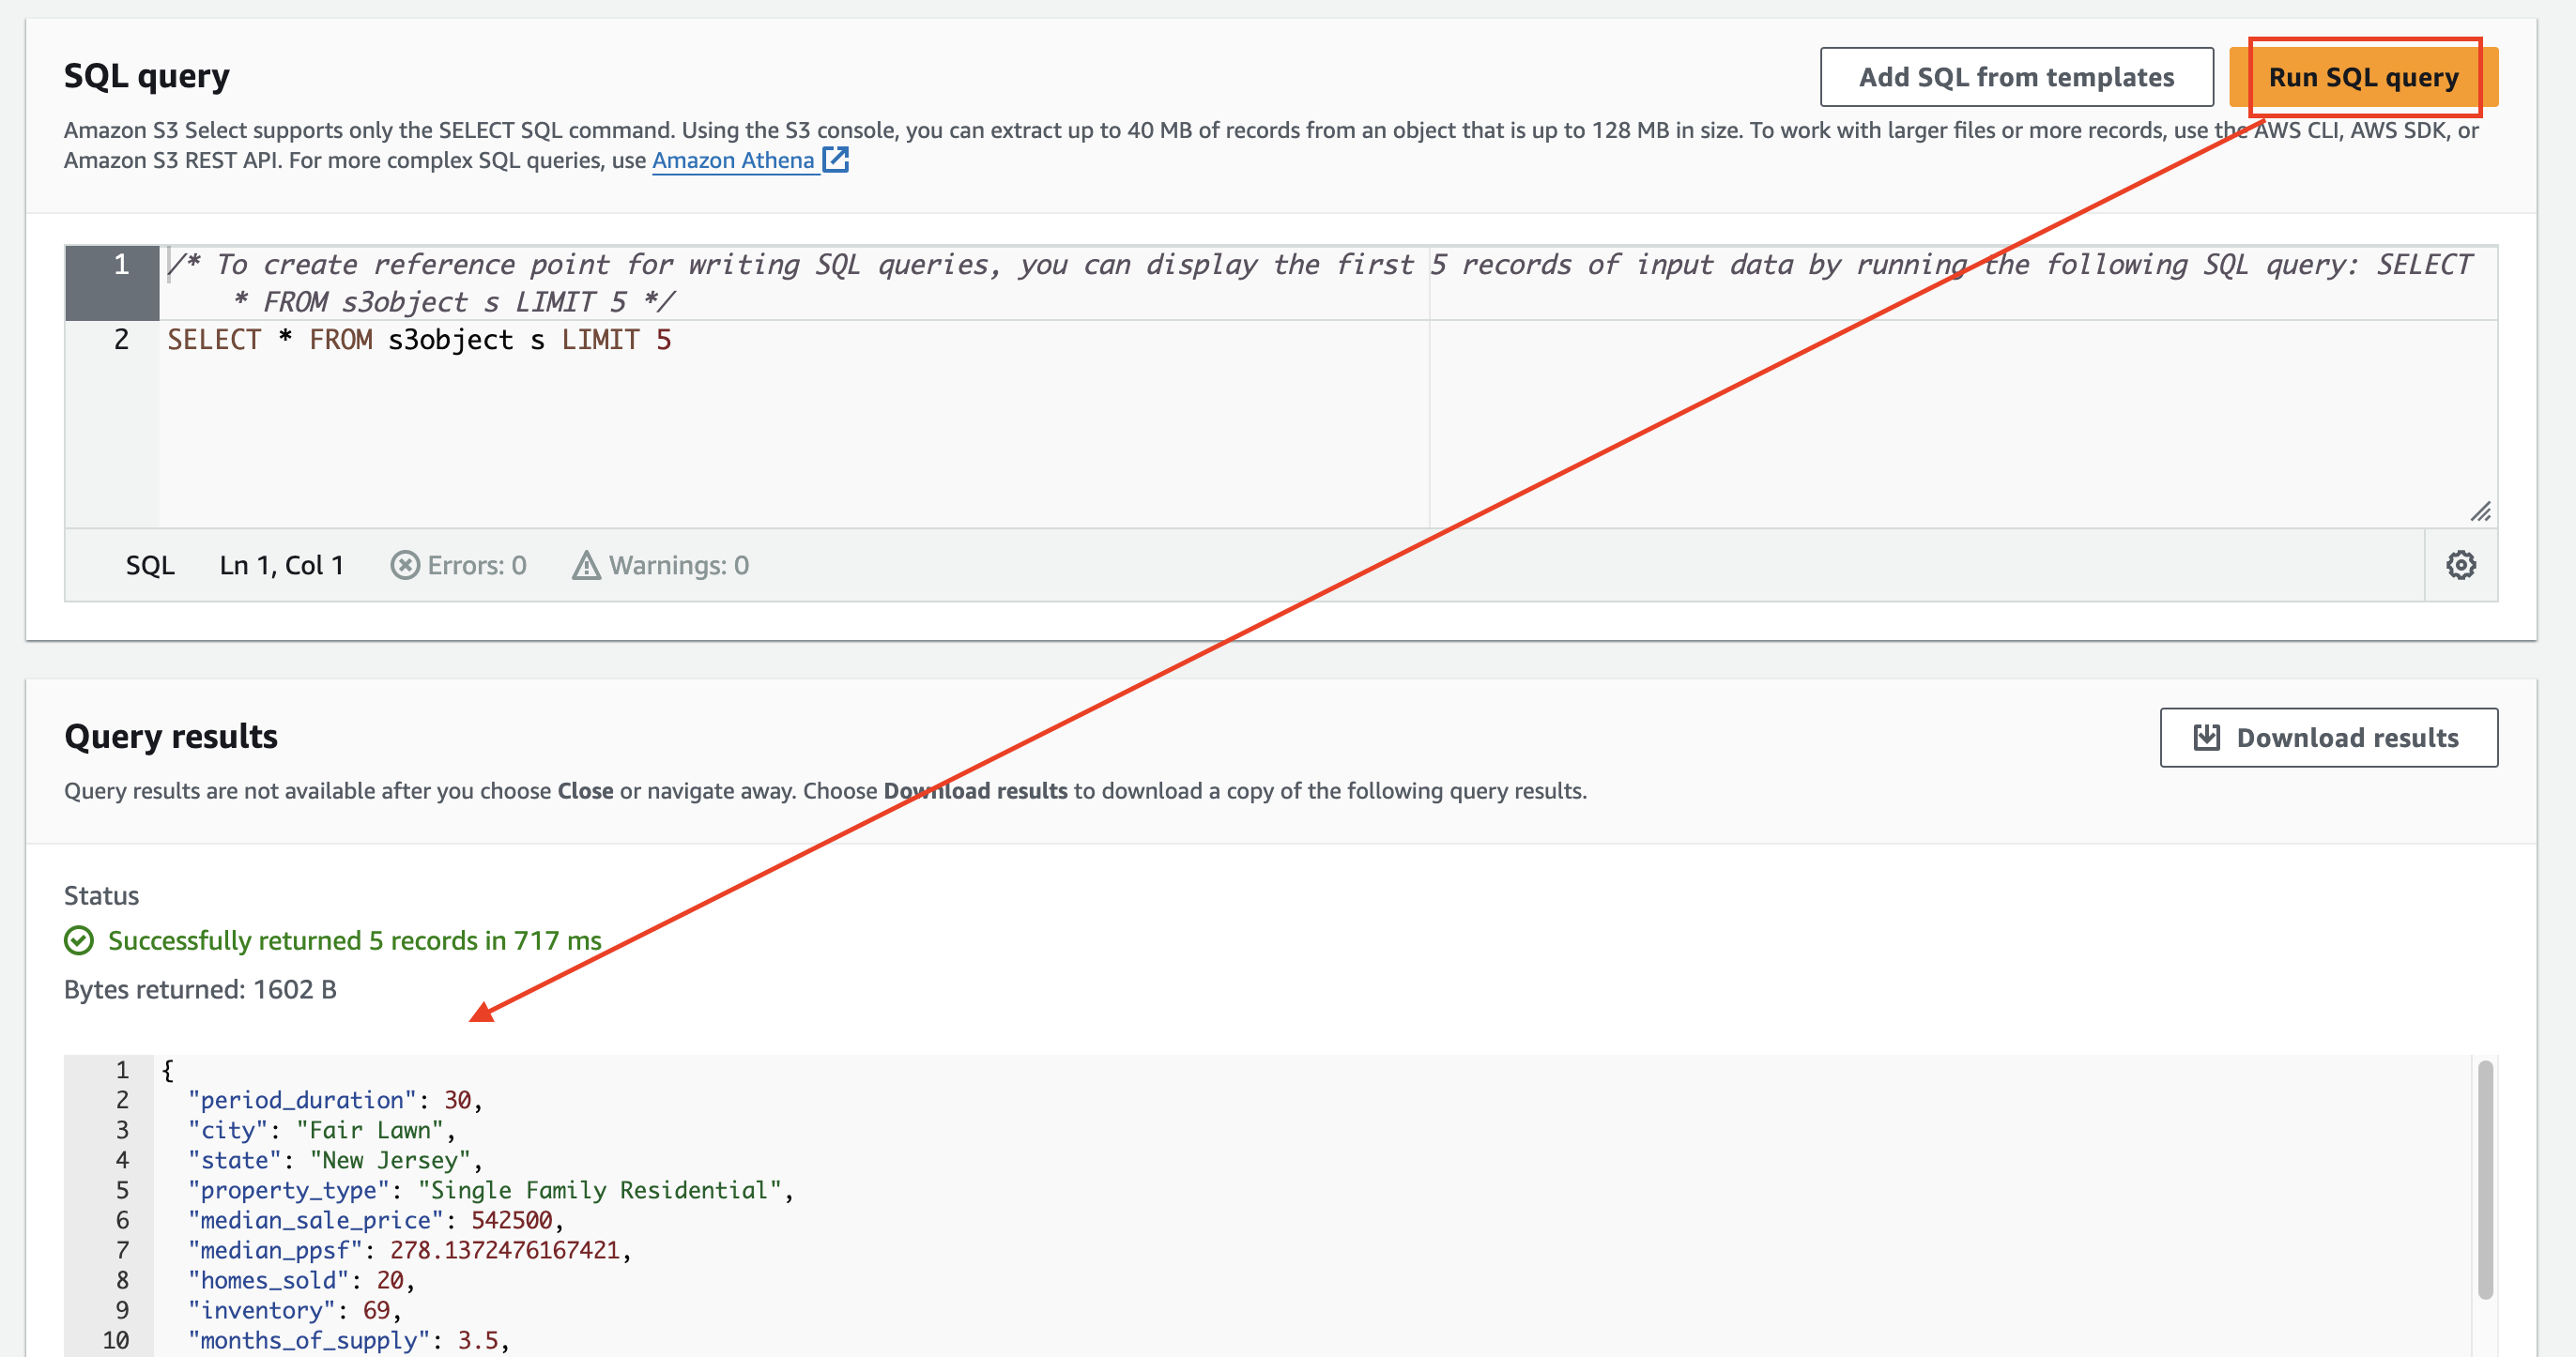 SQL query
Add SQL from templates
Run SQL query
Amazon S3 Select supports only the SELECT SQL command. Using the S3 console, you can extract up to 40 MB of records from an object that is up to 128 MB in size. To work with larger files or more records, use the AWS CLI, AWS SDK, or
Amazon S3 REST API. For more complex SQL queries, use Amazon Athena
1 /* To create reference point for writing SQL queries, you can display the first 5 records of input data by running the following SQL query: SELECT
* FROM s3object s LIMIT 5 */
2 SELECT * FROM s3object s LIMIT 5
SQL Ln 1, Col 1 Errors: 0 Warnings: 0
Query results
Download results
Query results are not available after you choose Close or navigate away. Choose Download results to download a copy of the following query results.
Status
Successfully returned 5 records in 717 ms
Bytes returned: 1602 B
1 {
2 "period_duration": 30,
3 "city": "Fair Lawn",
4 "state": "New Jersey",
5 "property_type": "Single Family Residential",
6 "median_sale_price": 542500,
7 "median_ppsf": 278.1372476167421,
8 "homes_sold": 20,
9 "inventory": 69,
10 "months_of_supply": 3.5,